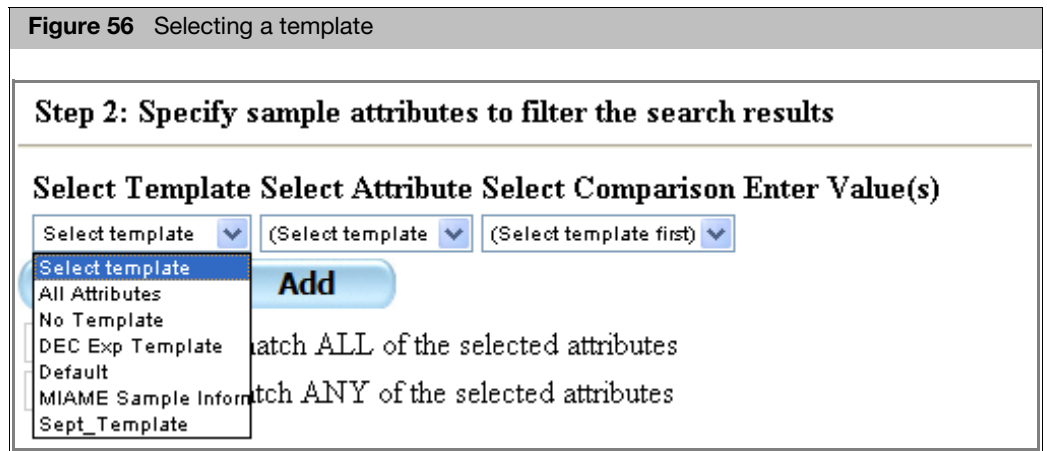 Figure 56 Selecting a template
Step 2: Specify sample attributes to filter the search results
Select Template Select Attribute Select Comparison Enter Value(s)
Select template (Select template (Select template first)
Select template
All Attributes
Add
No Template
DEC Exp Template
atch ALL of the selected attributes
Default
MIAME Sample Inform
tch ANY of the selected attributes
Sept_Template